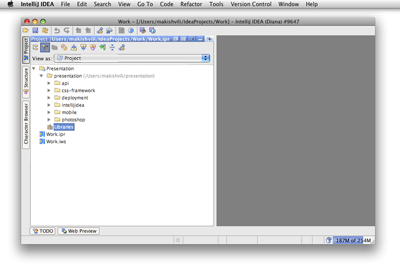 IntelliJ IDEA File Edit Search View Go To Code Refactor Tools Version Control Window Help
Work - [/Users/makishvili/IdeaProjects/Work] - IntelliJ IDEA (Diana) #9647
Project [/Users/makishvili/IdeaProjects/Work/Work.ipr]
View as: Project
Project
Structure
Character Browser
Presentation
presentation (/Users/makishvili/presentation)
api
css-framework
deployment
intellijidea
mobile
photoshop
Libraries
Work.ipr
Work.iws
TODO Web Preview
187M of 254M